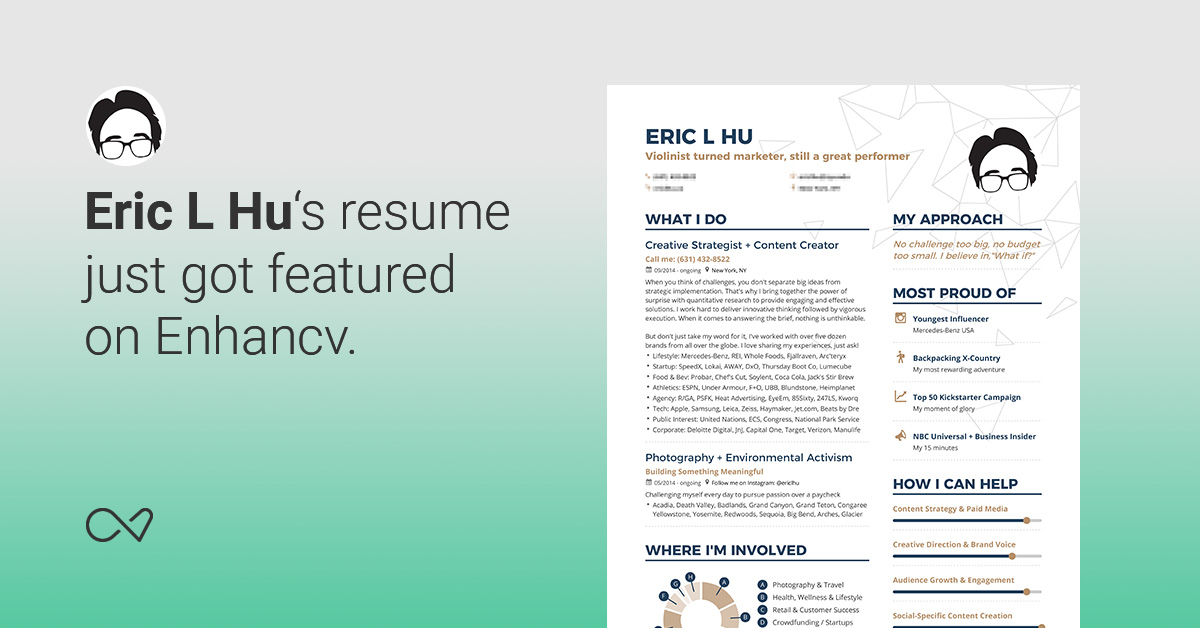 Eric L Hu‘s resume
just got featured
on Enhancv.
ERIC L HU
Violinist turned marketer, still a great performer
WHAT I DO
Creative Strategist + Content Creator
Call me: (631) 432-8522
09/2014 - ongoing New York, NY
When you think of challenges, you don't separate big ideas from
strategic implementation. That's why I bring together the power of
surprise with quantitative research to provide engaging and effective
solutions. I work hard to deliver innovative thinking followed by vigorous
execution. When it comes to answering the brief, nothing is unthinkable.
But don't just take my word for it, I've worked with over five dozen
brands from all over the globe. I love sharing my experiences, just ask!
• Lifestyle: Mercedes-Benz, REI, Whole Foods, Fjallraven, Arc'teryx
• Startup: SpeedX, Lokai, AWAY, DxO, Thursday Boot Co, Lumecube
• Food & Bev: Probar, Chef's Cut, Soylent, Coca Cola, Jack's Stir Brew
• Athletics: ESPN, Under Armour, F+O, UBB, Blundstone, Heimplanet
• Agency: R/GA, PSFK, Heat Advertising, EyeEm, 85Sixty, 247LS, Kworq
• Tech: Apple, Samsung, Leica, Zeiss, Haymaker, Jet.com, Beats by Dre
• Public Interest: United Nations, ECS, Congress, National Park Service
• Corporate: Deloitte Digital, JnJ, Capital One, Target, Verizon, Manulife
Photography + Environmental Activism
Building Something Meaningful
05/2014 - ongoing Follow me on Instagram: @ericlhu
Challenging myself every day to pursue passion over a paycheck
• Acadia, Death Valley, Badlands, Grand Canyon, Grand Teton, Congaree
Yellowstone, Yosemite, Redwoods, Sequoia, Big Bend, Arches, Glacier
WHERE I'M INVOLVED
H
G
A
F
B
A Photography & Travel
B Health, Wellness & Lifestyle
C Retail & Customer Success
D Crowdfunding / Startups
MY APPROACH
No challenge too big, no budget
too small. I believe in,"What if?"
MOST PROUD OF
Youngest Influencer
Mercedes-Benz USA
Backpacking X-Country
My most rewarding adventure
Top 50 Kickstarter Campaign
My moment of glory
NBC Universal + Business Insider
My 15 minutes
HOW I CAN HELP
Content Strategy & Paid Media
Creative Direction & Brand Voice
Audience Growth & Engagement
Social-Specific Content Creation